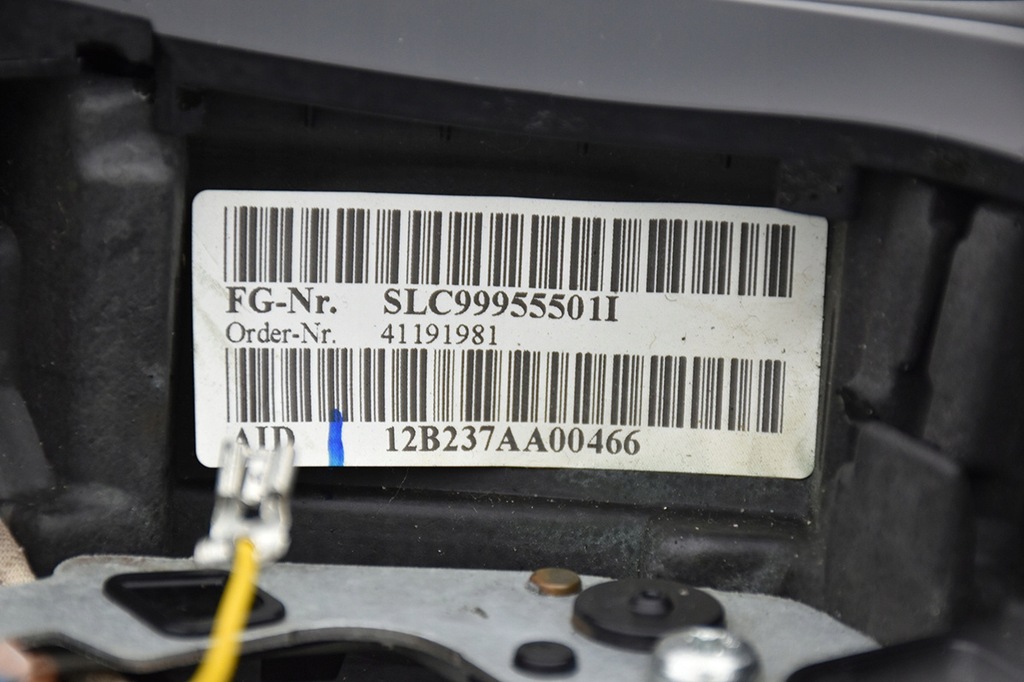 FG-Nr. SLC99955501I
Order-Nr. 41191981
AID 12B237AA00466